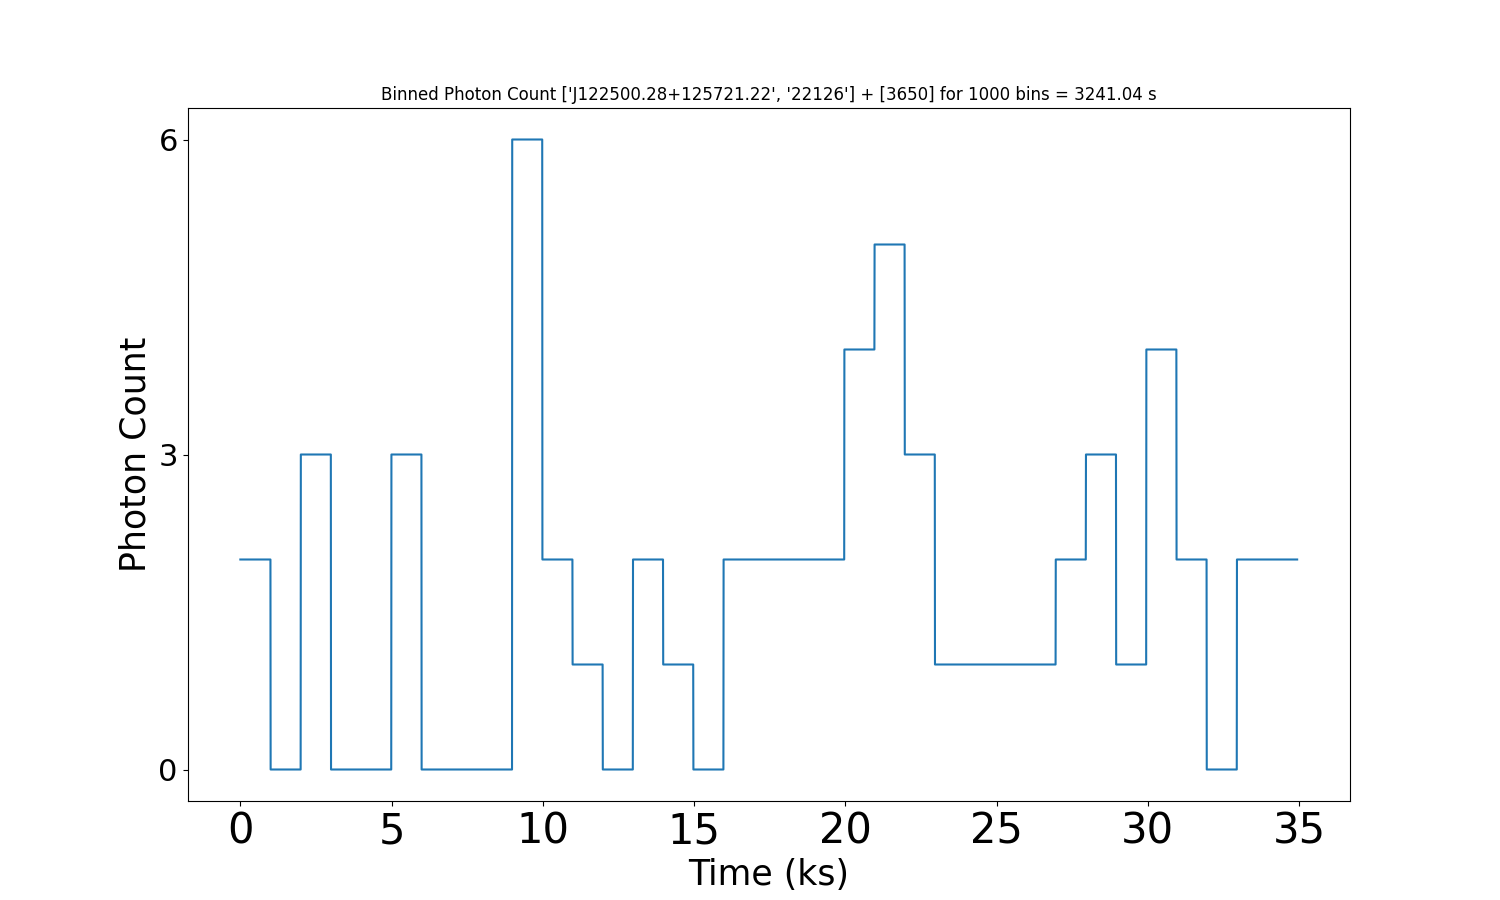 Binned Photon Count ['J122500.28+125721.22', '22126'] + [3650] for 1000 bins = 3241.04 s
6
3
0
Photon Count
0 5 10 15 20 25 30 35
Time (ks)